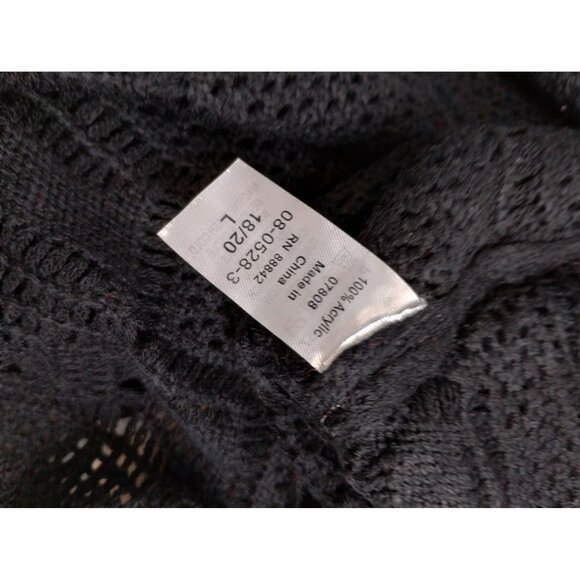 100% Acrylic
07808
Made in
China
RN 88842
08-0528-3
18/20
L